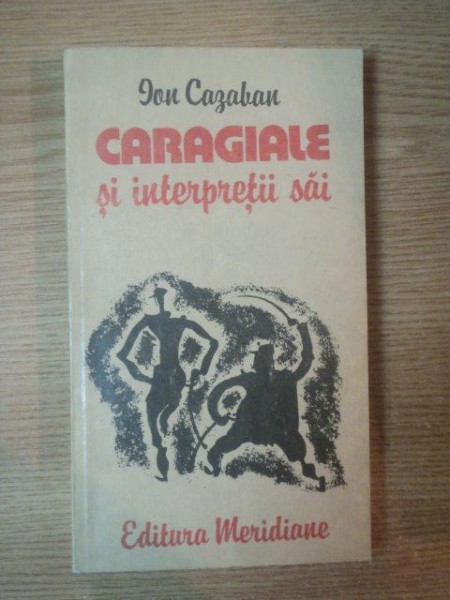 Ion Cazaban
CARAGIALE
și interpreții săi
Editura Meridiane